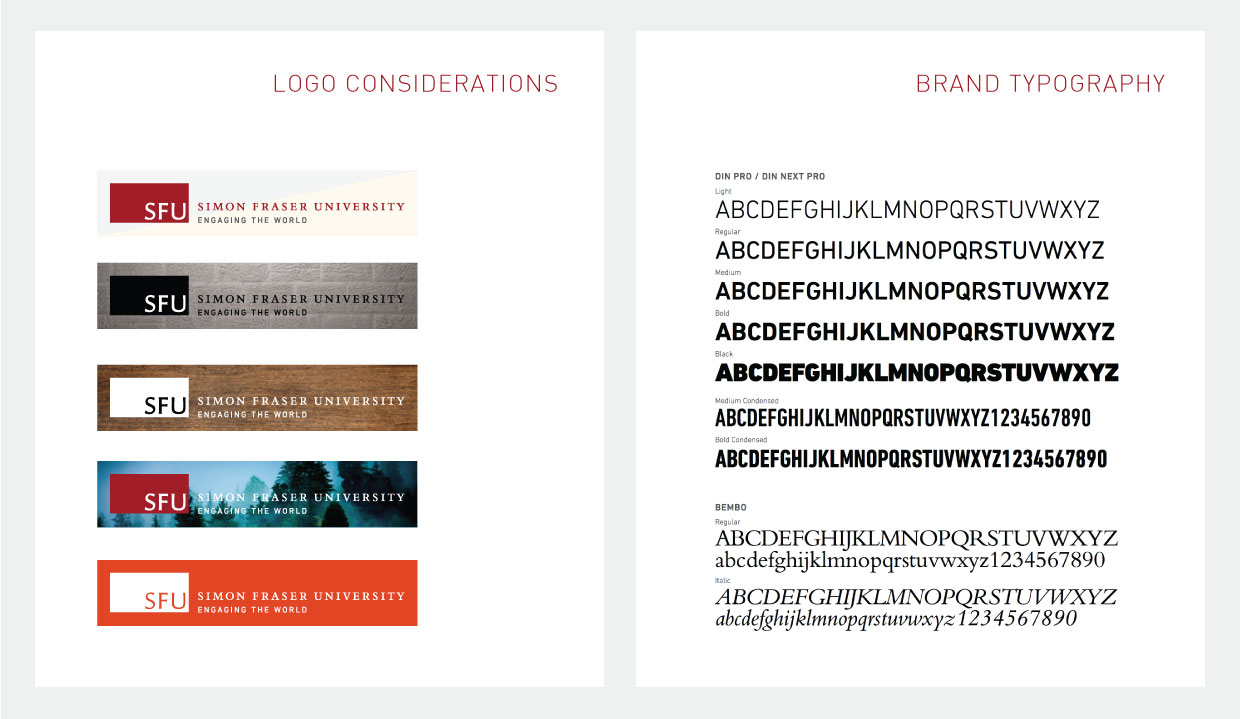 LOGO CONSIDERATIONS
SFU SIMON FRASER UNIVERSITY
ENGAGING THE WORLD
SFU SIMON FRASER UNIVERSITY
ENGAGING THE WORLD
SFU SIMON FRASER UNIVERSITY
ENGAGING THE WORLD
SFU SIMON FRASER UNIVERSITY
ENGAGING THE WORLD
SFU SIMON FRASER UNIVERSITY
ENGAGING THE WORLD
BRAND TYPOGRAPHY
DIN PRO / DIN NEXT PRO
Light
ABCDEFGHIJKLMNOPQRSTUVWXYZ
Regular
ABCDEFGHIJKLMNOPQRSTUVWXYZ
Medium
ABCDEFGHIJKLMNOPQRSTUVWXYZ
Bold
ABCDEFGHIJKLMNOPQRSTUVWXYZ
Black
ABCDEFGHIJKLMNOPQRSTUVWXYZ
Medium Condensed
ABCDEFGHIJKLMNOPQRSTUVWXYZ1234567890
Bold Condensed
ABCDEFGHIJKLMNOPQRSTUVWXYZ1234567890
BEMBO
Regular
ABCDEFGHIJKLMNOPQRSTUVWXYZ
abcdefghijklmnopqrstuvwxyz1234567890
Italic
ABCDEFGHIJKLMNOPQRSTUVWXYZ
abcdefghijklmnopqrstuvwxyz1234567890